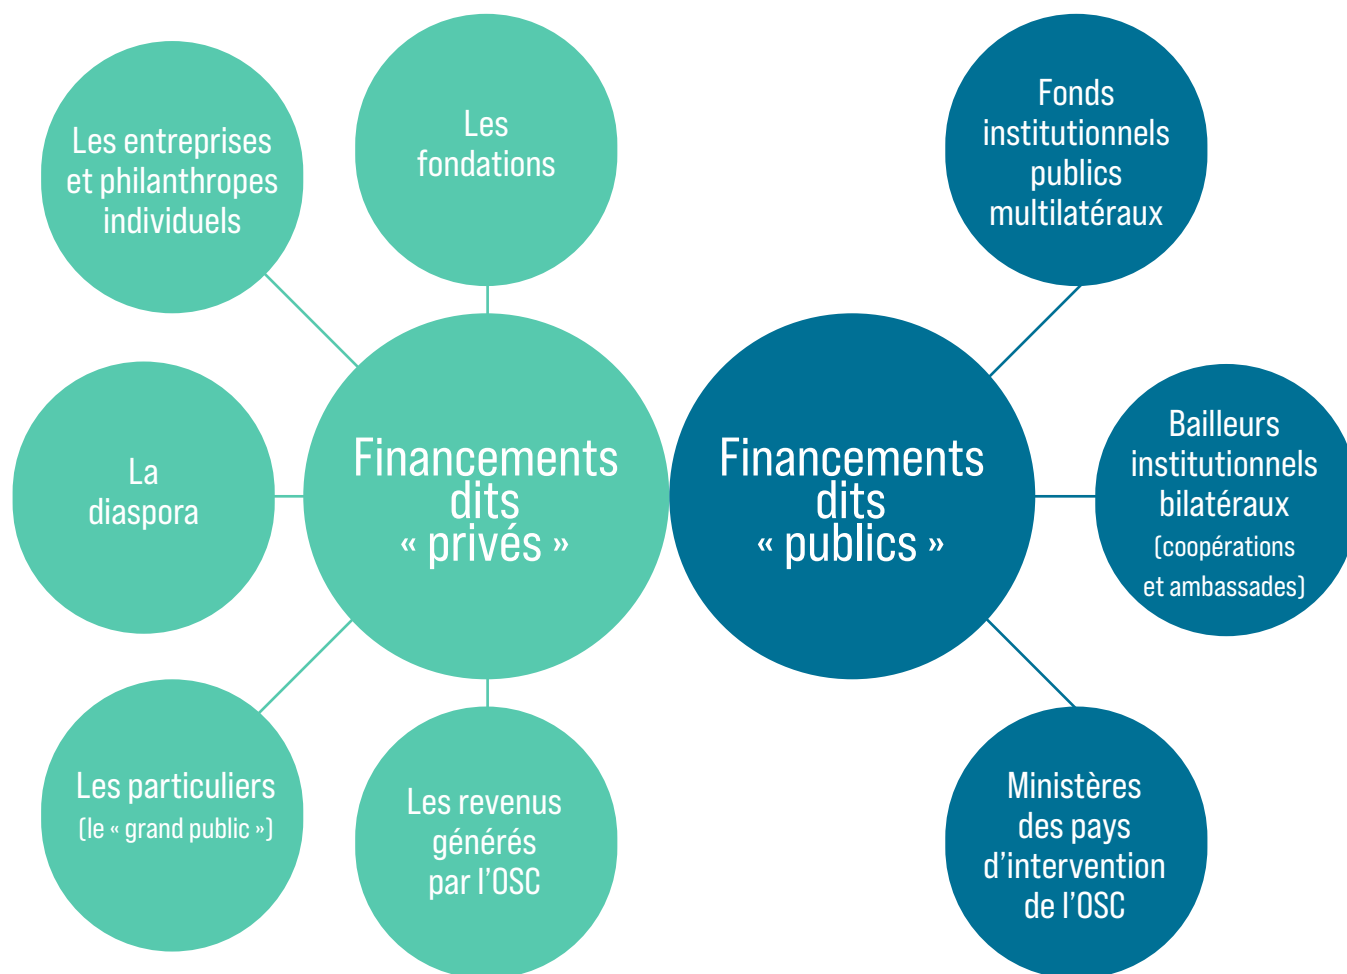 Les entreprises
et philanthropes
individuels
Les
fondations
Fonds
institutionnels
publics
multilatéraux
La
diaspora
Financements
dits
« privés »
Financements
dits
« publics »
Bailleurs
institutionnels
bilatéraux
(coopérations
et ambassades)
Les particuliers
(le « grand public »)
Les revenus
générés
par l’OSC
Ministères
des pays
d’intervention
de l’OSC